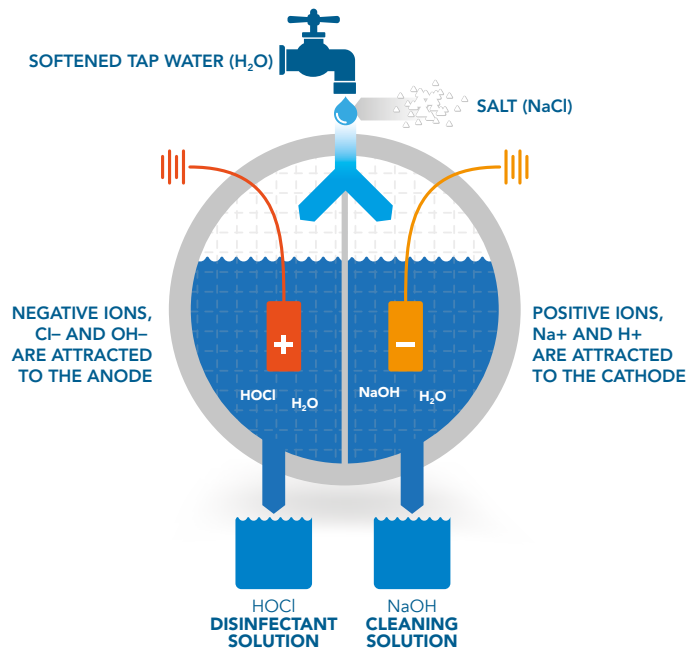 SOFTENED TAP WATER (H₂O)
SALT (NaCl)
NEGATIVE IONS,
Cl– AND OH–
ARE ATTRACTED
TO THE ANODE
+
–
POSITIVE IONS,
Na+ AND H+
ARE ATTRACTED
TO THE CATHODE
HOCl
H₂O
NaOH
H₂O
HOCl
DISINFECTANT
SOLUTION
NaOH
CLEANING
SOLUTION